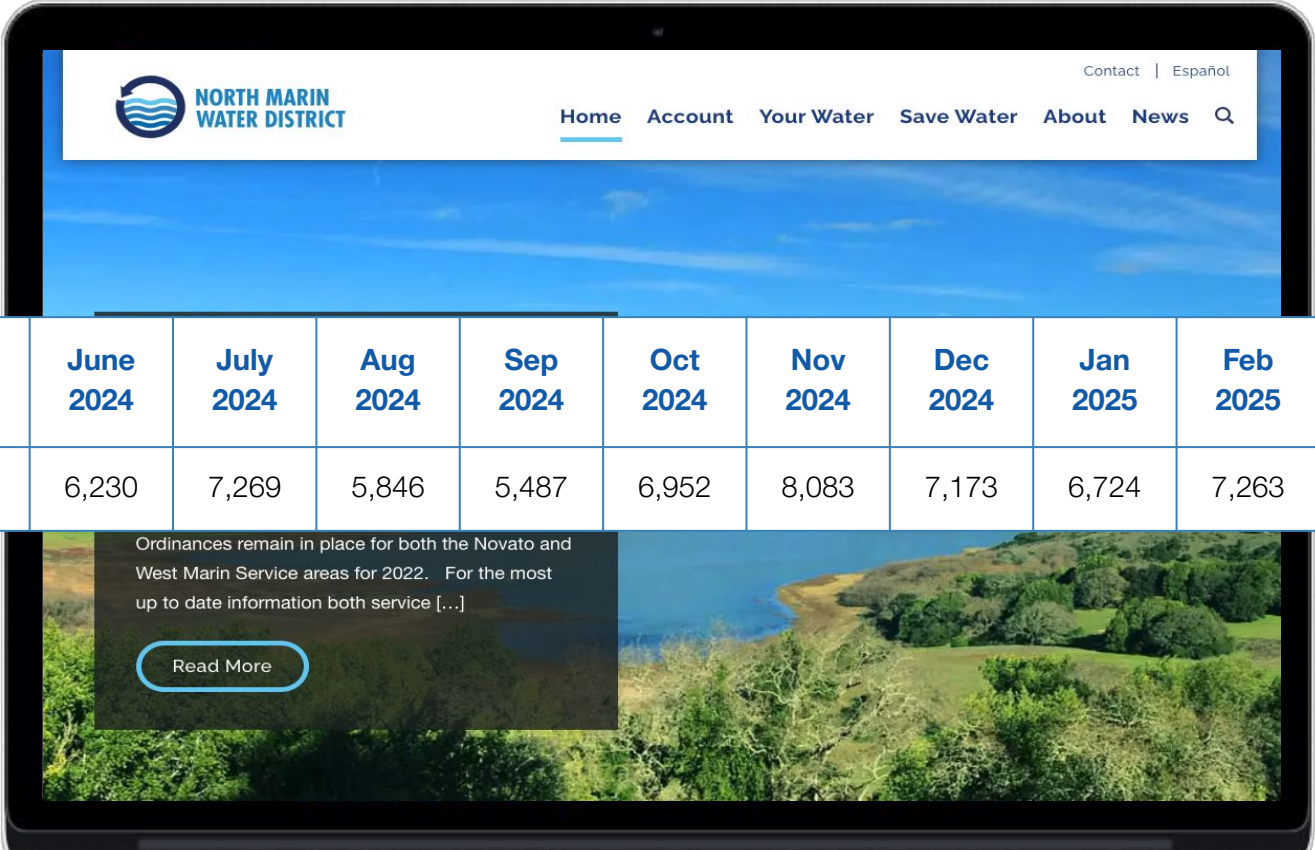 Contact | Español
NORTH MARIN
WATER DISTRICT
Home Account Your Water Save Water About News
June 2024 July 2024 Aug 2024 Sep 2024 Oct 2024 Nov 2024 Dec 2024 Jan 2025 Feb 2025
6,230 7,269 5,846 5,487 6,952 8,083 7,173 6,724 7,263
Ordinances remain in place for both the Novato and
West Marin Service areas for 2022. For the most
up to date information both service [...]
Read More